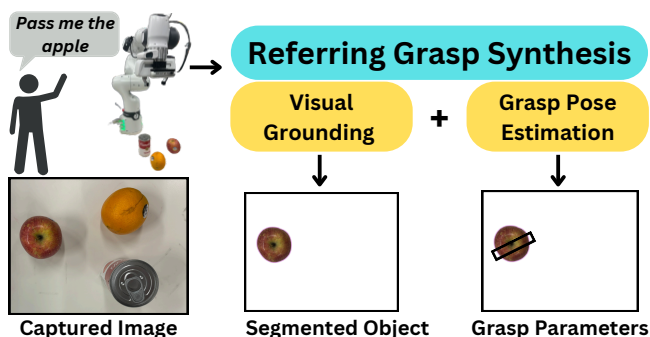 Pass me the
apple
Referring Grasp Synthesis
Visual
Grounding
+
Grasp Pose
Estimation
Captured Image
Segmented Object
Grasp Parameters